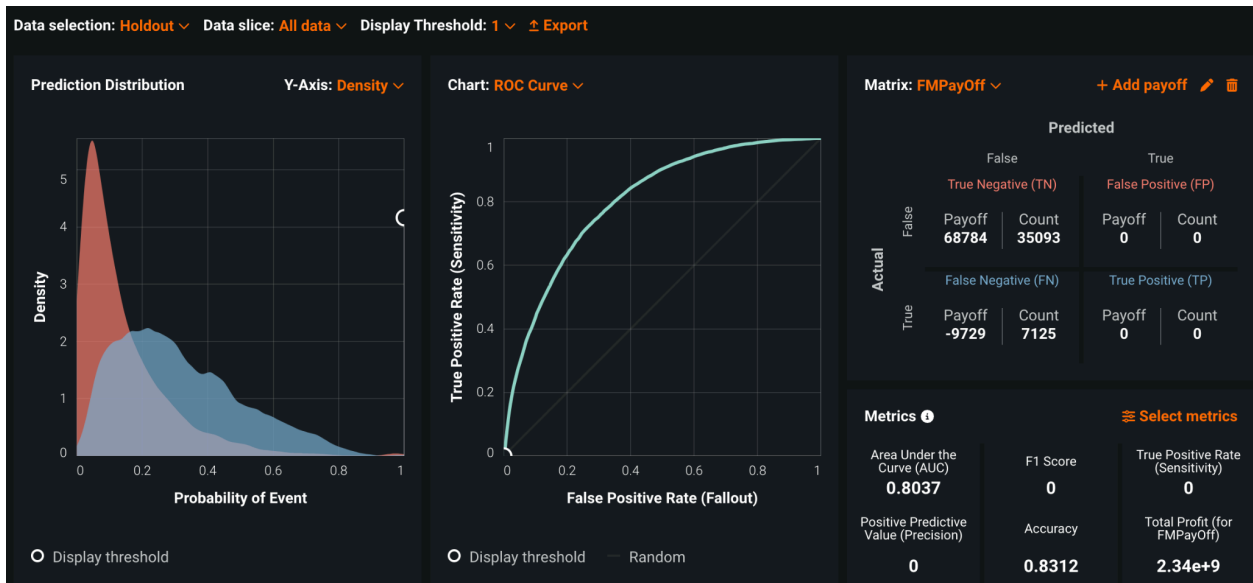 Data selection: Holdout Data slice: All data Display Threshold: 1 Export
Prediction Distribution Y-Axis: Density
5
4
3
2
1
0
Density
0 0.2 0.4 0.6 0.8 1
Probability of Event
Display threshold
Chart: ROC Curve
1
0.8
0.6
0.4
0.2
0
True Positive Rate (Sensitivity)
0 0.2 0.4 0.6 0.8 1
False Positive Rate (Fallout)
Display threshold Random
Matrix: FMPayOff + Add payoff
Predicted
False True
Actual
False
True Negative (TN) False Positive (FP)
Payoff Count Payoff Count
68784 35093 0 0
True
False Negative (FN) True Positive (TP)
Payoff Count Payoff Count
-9729 7125 0 0
Metrics i Select metrics
Area Under the
Curve (AUC)
0.8037
F1 Score
0
True Positive Rate
(Sensitivity)
0
Positive Predictive
Value (Precision)
0
Accuracy
0.8312
Total Profit (for
FMPayOff)
2.34e+9